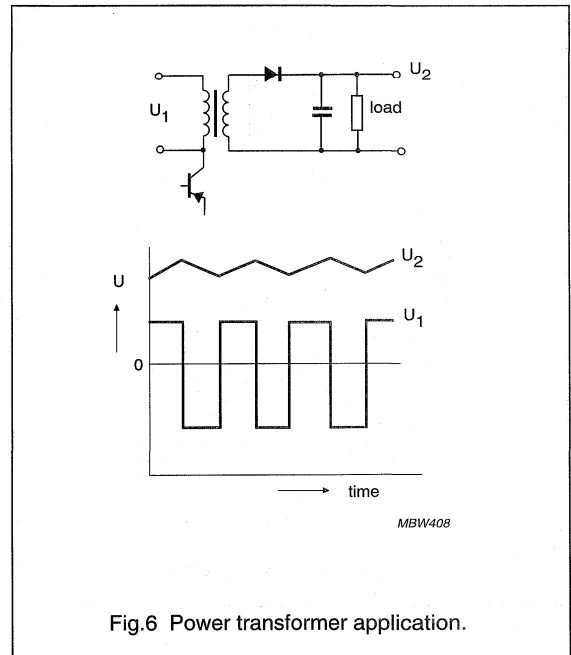 U2
U1
load
U
U2
U1
0
time
MBW408
Fig.6 Power transformer application.